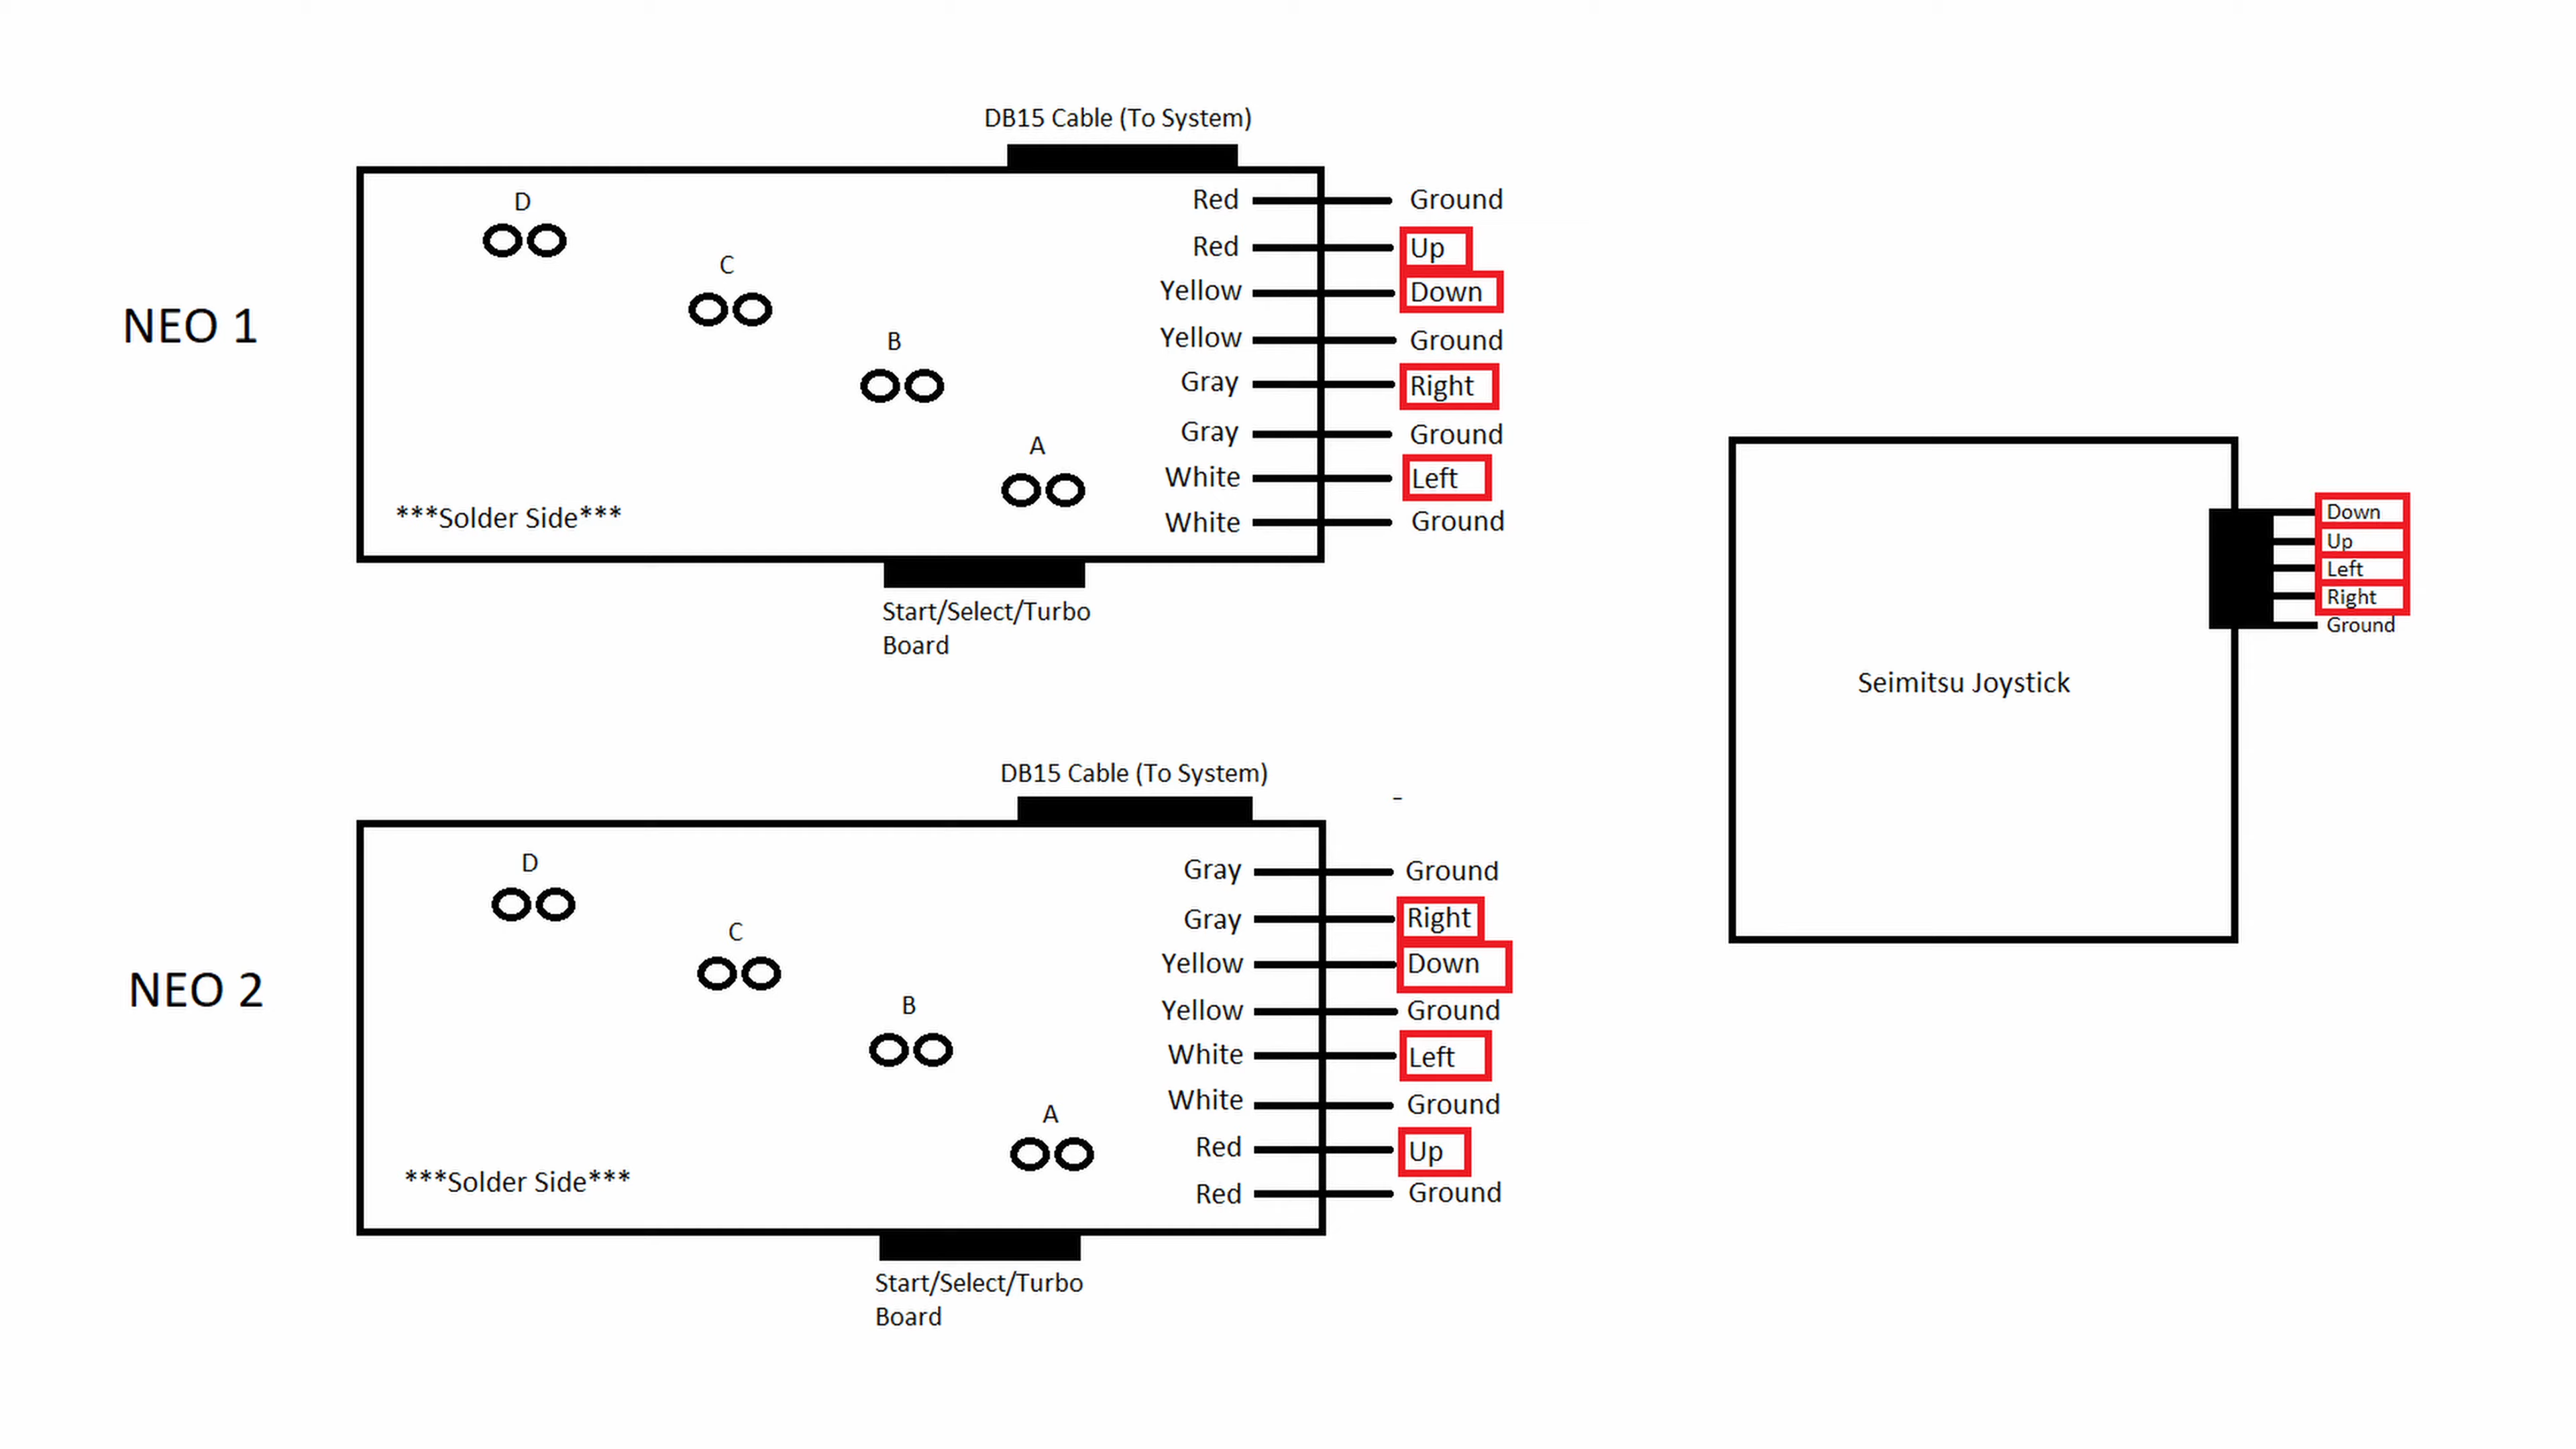 DB15 Cable (To System)
NEO 1
D
C
B
A
***Solder Side***
Red Ground
Red Up
Yellow Down
Yellow Ground
Gray Right
Gray Ground
White Left
White Ground
Start/Select/Turbo
Board
Seimitsu Joystick
Down
Up
Left
Right
Ground
DB15 Cable (To System)
-
NEO 2
D
C
B
A
***Solder Side***
Gray Ground
Gray Right
Yellow Down
Yellow Ground
White Left
White Ground
Red Up
Red Ground
Start/Select/Turbo
Board